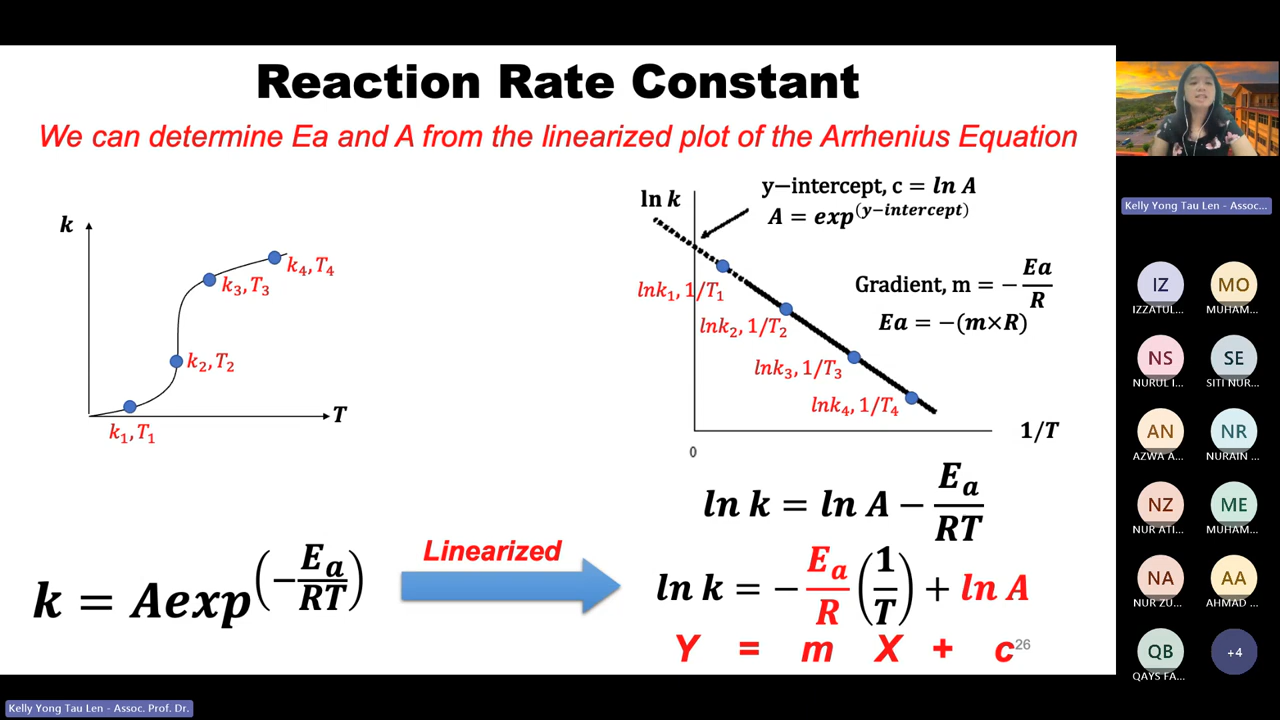 Reaction Rate Constant
We can determine Ea and A from the linearized plot of the Arrhenius Equation
k
k₄, T₄
k₃, T₃
k₂, T₂
k₁, T₁
T
ln k
y−intercept, c = ln A
A = exp^(y−intercept)
lnk₁, 1/T₁
lnk₂, 1/T₂
lnk₃, 1/T₃
lnk₄, 1/T₄
Gradient, m = − Ea/R
Ea = −(m×R)
1/T
0
k = Aexp^(−Eₐ/RT)
Linearized
ln k = ln A − Eₐ/RT
ln k = − Eₐ/R (1/T) + ln A
Y = m X + c
26
Kelly Yong Tau Len - Assoc...
IZ
IZZATUL...
MO
MUHAM...
NS
NURUL I...
SE
SITI NUR...
AN
AZWA A...
NR
NURAIN ...
NZ
NUR ATI...
ME
MUHAM...
NA
NUR ZU...
AA
AHMAD ...
QB
QAYS FA...
+4
Kelly Yong Tau Len - Assoc. Prof. Dr.